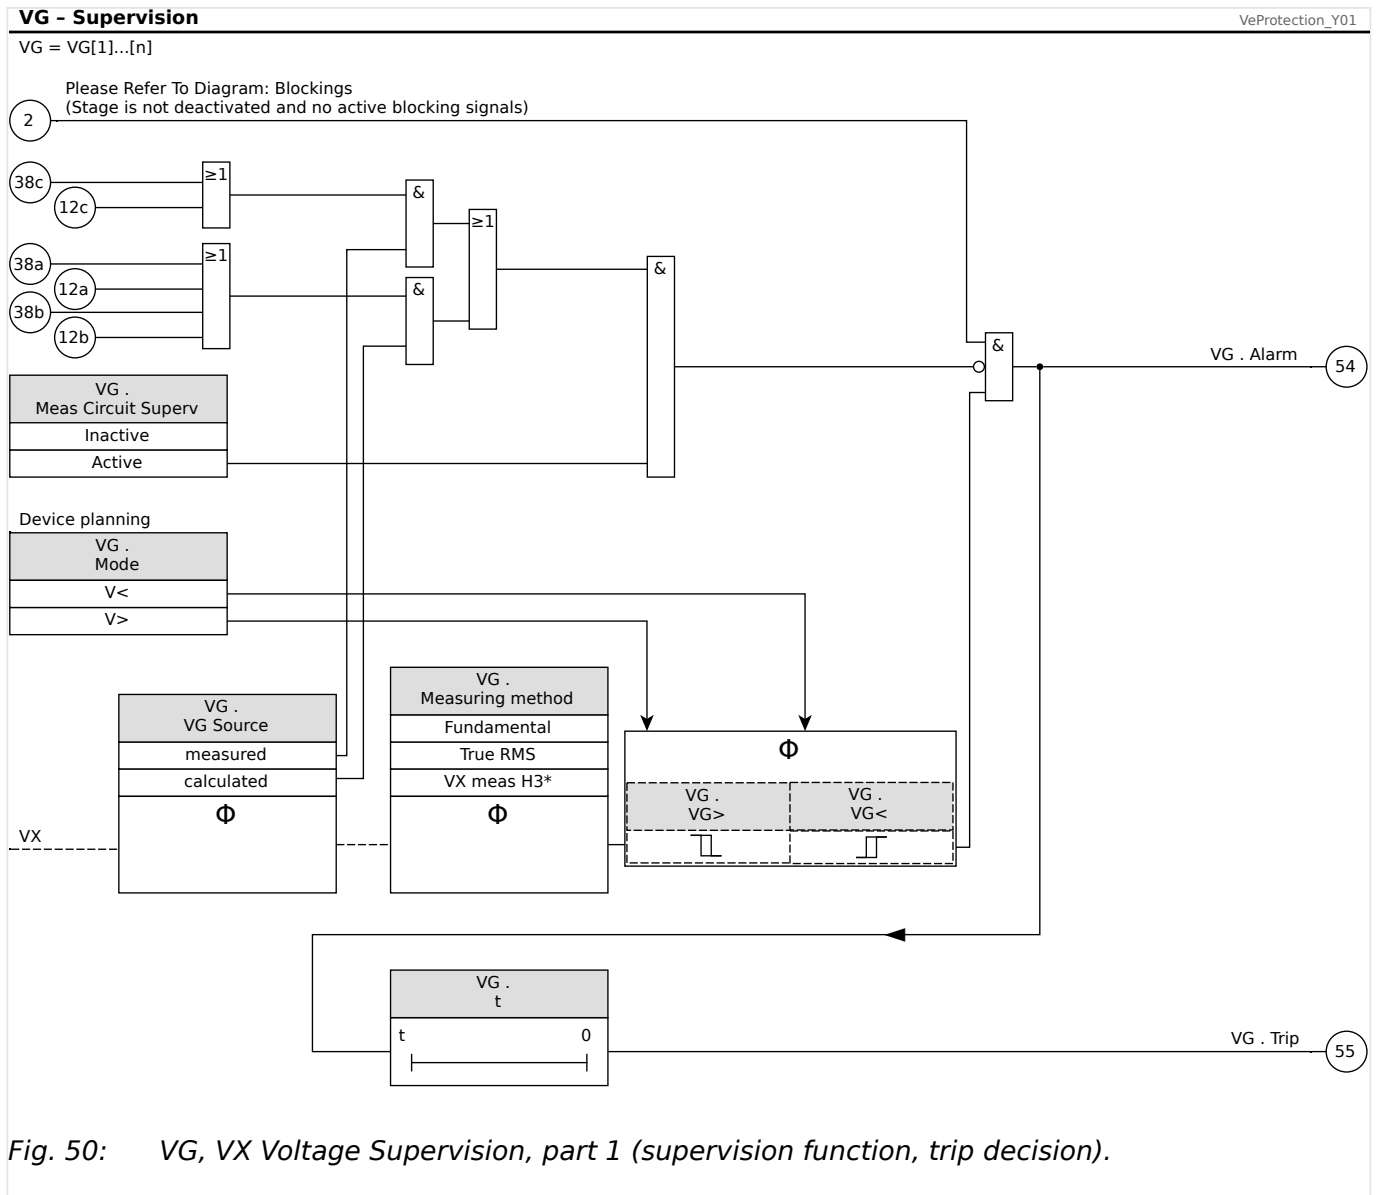 VG – Supervision
VeProtection_Y01
VG = VG[1]...[n]
Please Refer To Diagram: Blockings
(Stage is not deactivated and no active blocking signals)
2
38c
≥1
12c
&
≥1
38a
≥1
12a
38b
12b
&
&
&
VG . Alarm
54
VG .
Meas Circuit Superv
Inactive
Active
Device planning
VG .
Mode
V<
V>
VG .
VG Source
measured
calculated
Φ
VX
VG .
Measuring method
Fundamental
True RMS
VX meas H3*
Φ
Φ
VG .
VG>
VG .
VG<
VG .
t
t 0
VG . Trip
55
Fig. 50: VG, VX Voltage Supervision, part 1 (supervision function, trip decision).